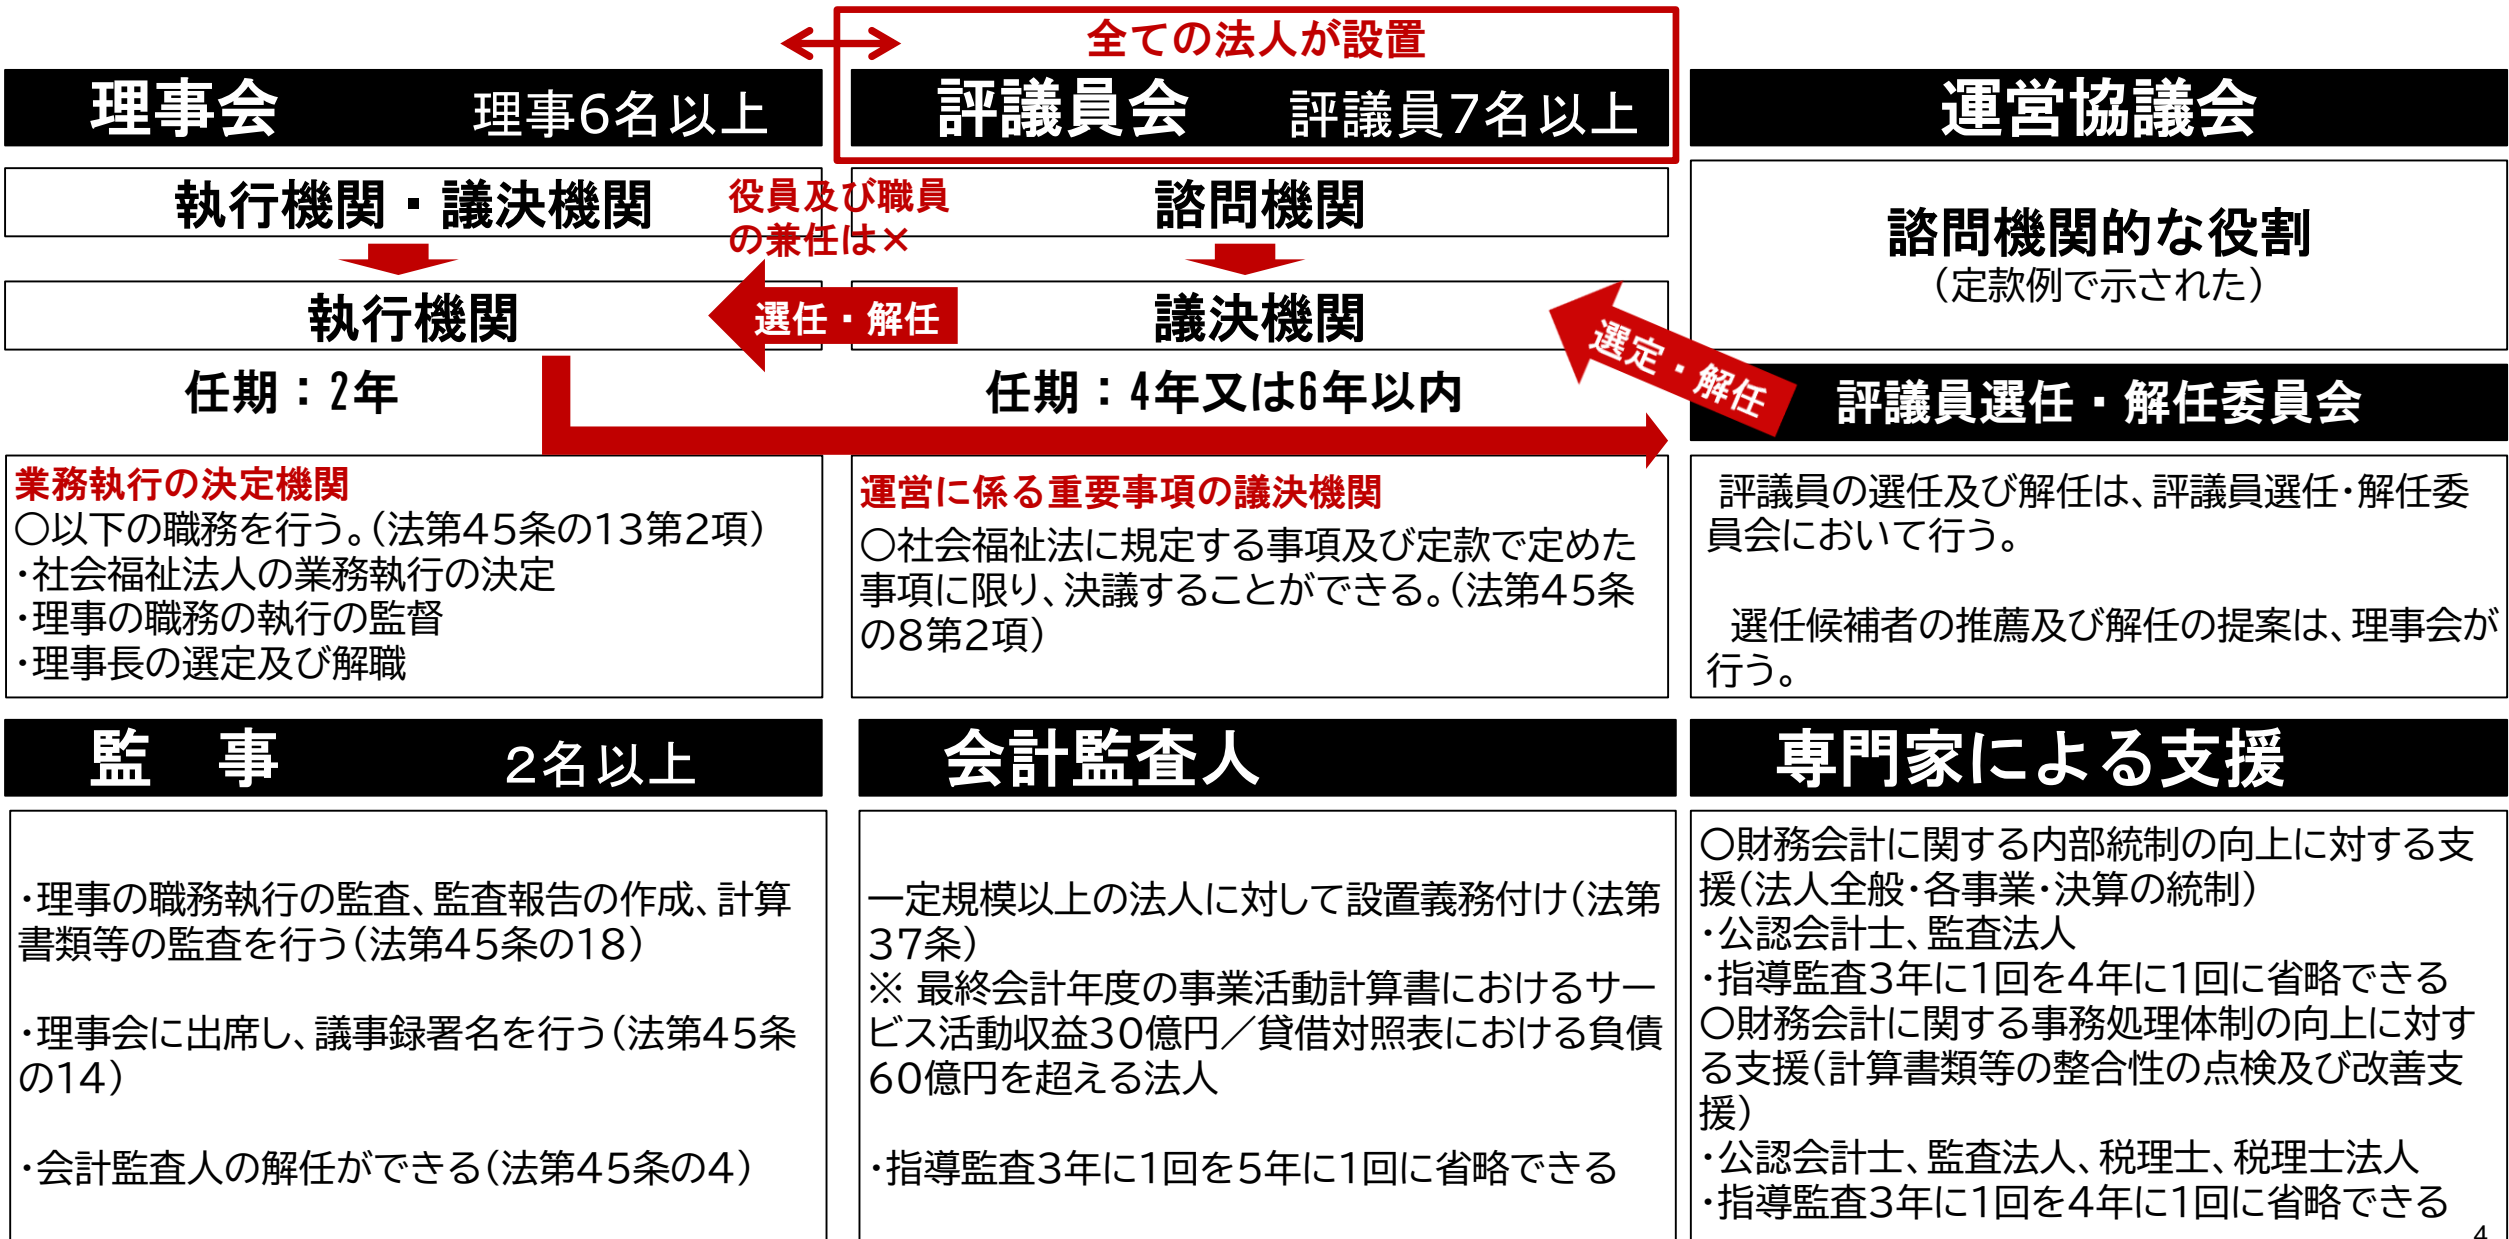 全ての法人が設置
理事会 理事6名以上
評議員会 評議員7名以上
運営協議会
執行機関・議決機関
執行機関
任期：2年
役員及び職員
の兼任は×
選任・解任
諮問機関
議決機関
任期：4年又は6年以内
諮問機関的な役割
（定款例で示された）
選定・解任
評議員選任・解任委員会
業務執行の決定機関
○以下の職務を行う。（法第45条の13第2項）
・社会福祉法人の業務執行の決定
・理事の職務の執行の監督
・理事長の選定及び解職
運営に係る重要事項の議決機関
○社会福祉法に規定する事項及び定款で定めた
事項に限り、決議することができる。（法第45条
の8第2項）
評議員の選任及び解任は、評議員選任・解任委
員会において行う。
選任候補者の推薦及び解任の提案は、理事会が
行う。
監　事 2名以上
・理事の職務執行の監査、監査報告の作成、計算
書類等の監査を行う（法第45条の18）
・理事会に出席し、議事録署名を行う（法第45条
の14）
・会計監査人の解任ができる（法第45条の4）
会計監査人
一定規模以上の法人に対して設置義務付け（法第
37条）
※ 最終会計年度の事業活動計算書におけるサー
ビス活動収益30億円／貸借対照表における負債
60億円を超える法人
・指導監査3年に1回を5年に1回に省略できる
専門家による支援
○財務会計に関する内部統制の向上に対する支
援（法人全般・各事業・決算の統制）
・公認会計士、監査法人
・指導監査3年に1回を4年に1回に省略できる
○財務会計に関する事務処理体制の向上に対す
る支援（計算書類等の整合性の点検及び改善支
援）
・公認会計士、監査法人、税理士、税理士法人
・指導監査3年に1回を4年に1回に省略できる
4